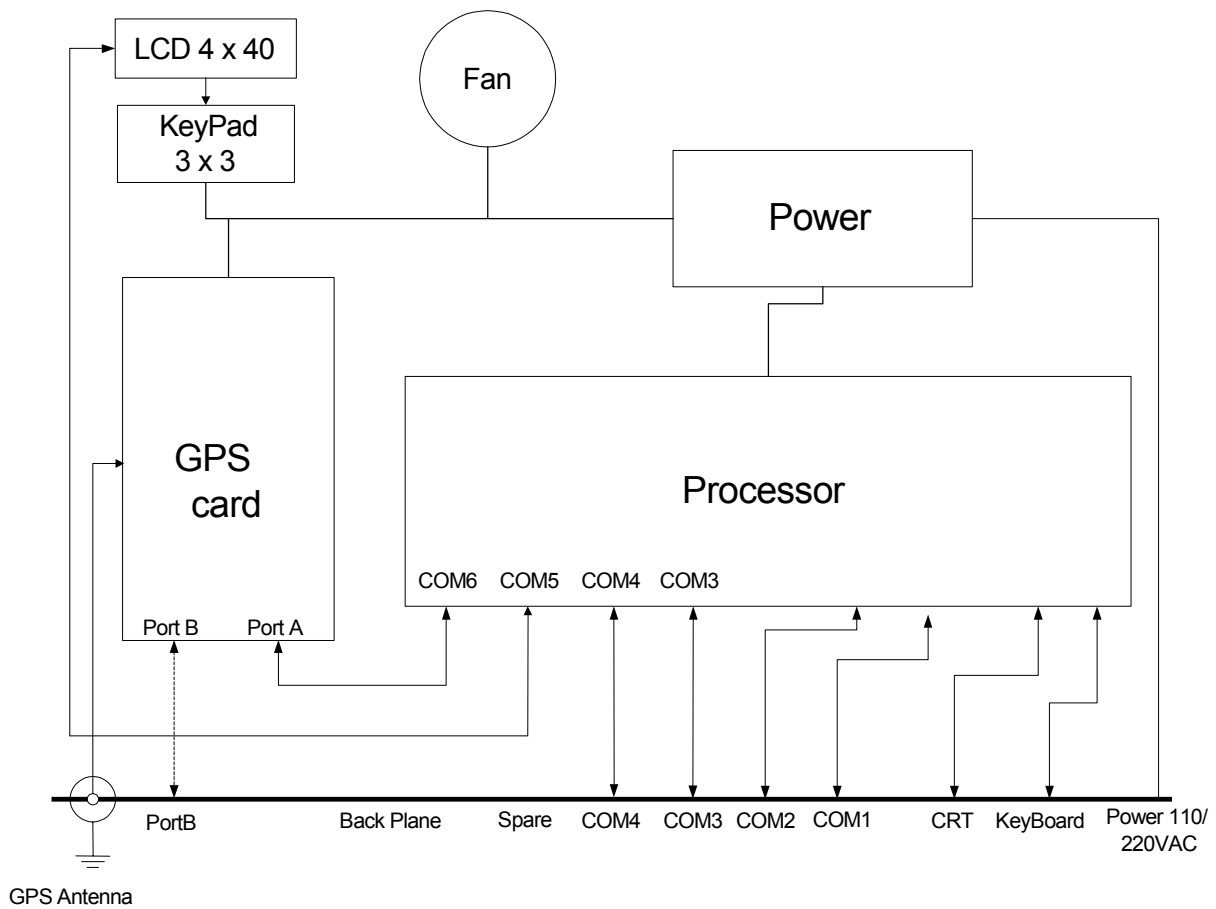 LCD 4 x 40
KeyPad
3 x 3
Fan
Power
GPS
card
Processor
COM6 COM5 COM4 COM3
Port B Port A
PortB Back Plane Spare COM4 COM3 COM2 COM1 CRT KeyBoard Power 110/
220VAC
GPS Antenna